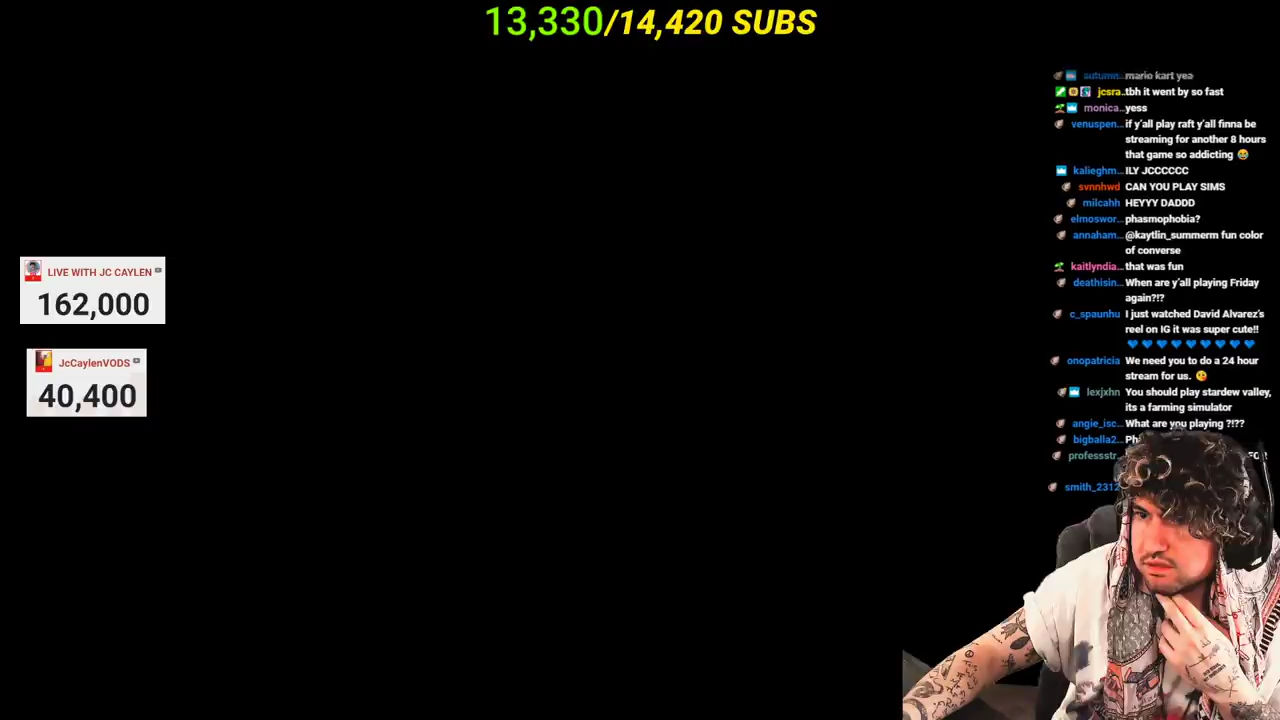 13,330/14,420 SUBS
autumn... mario kart yea
jcsra.. tbh it went by so fast
monica.. yess
venuspen... if y'all play raft y'all finna be
streaming for another 8 hours
that game so addicting 😆
kalieghm... ILY JCCCCCC
svnnhwd CAN YOU PLAY SIMS
milcahh HEYYY DADDD
elmoswor... phasmophobia?
annaham... @kaytlin_summerm fun color
of converse
kaitlyndia... that was fun
deathisin... When are y'all playing Friday
again?!?
c_spaunhu I just watched David Alvarez's
reel on IG it was super cute!!
💙💙💙💙💙💙💙💙💙
onopatricia We need you to do a 24 hour
stream for us. 😘
lexjxhn You should play stardew valley,
its a farming simulator
angie_isc... What are you playing ?!??
bigballa2...
professstr...
smith_2312
LIVE WITH JC CAYLEN
162,000
JcCaylenVODS
40,400